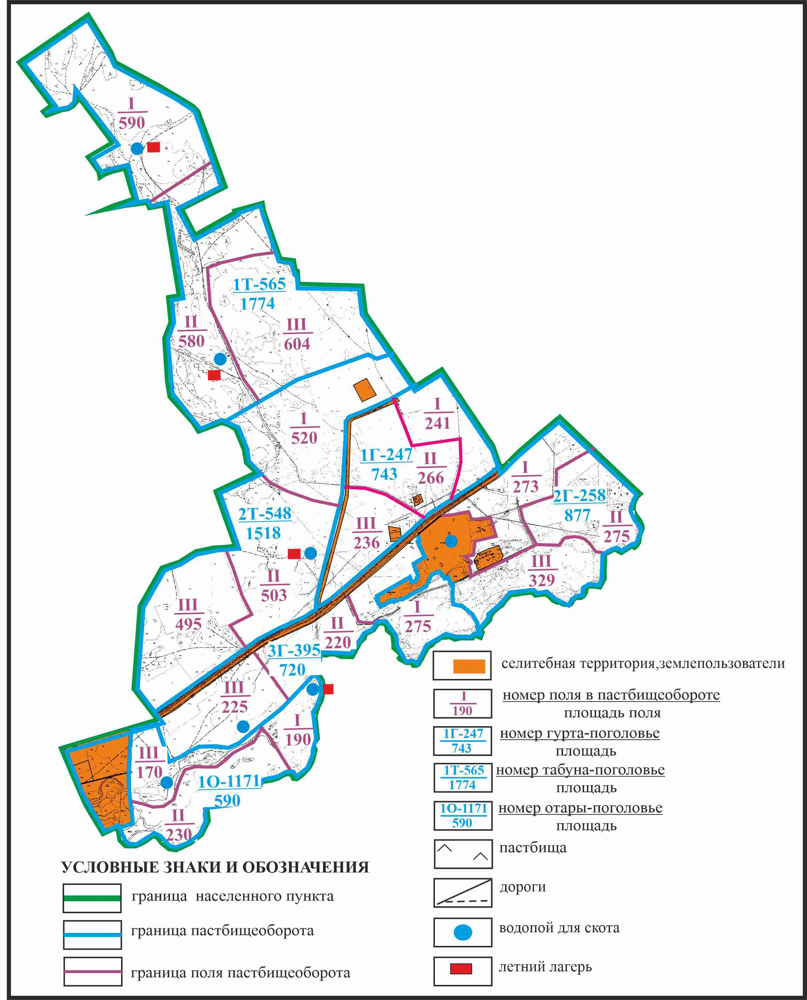 I
590
1Т-565
1774
II
580
III
604
I
520
I
241
1Г-247
743
II
266
I
273
2Г-258
877
II
275
2Т-548
1518
III
236
III
329
II
503
III
495
I
275
II
220
3Г-395
720
III
225
I
190
III
170
1О-1171
590
II
230
УСЛОВНЫЕ ЗНАКИ И ОБОЗНАЧЕНИЯ
граница населенного пункта
граница пастбищеоборота
граница поля пастбищеоборота
селитебная территория,землепользователи
I
190
номер поля в пастбищеобороте
площадь поля
1Г-247
743
номер гурта-поголовье
площадь
1Т-565
1774
номер табуна-поголовье
площадь
1О-1171
590
номер отары-поголовье
площадь
пастбища
дороги
водопой для скота
летний лагерь